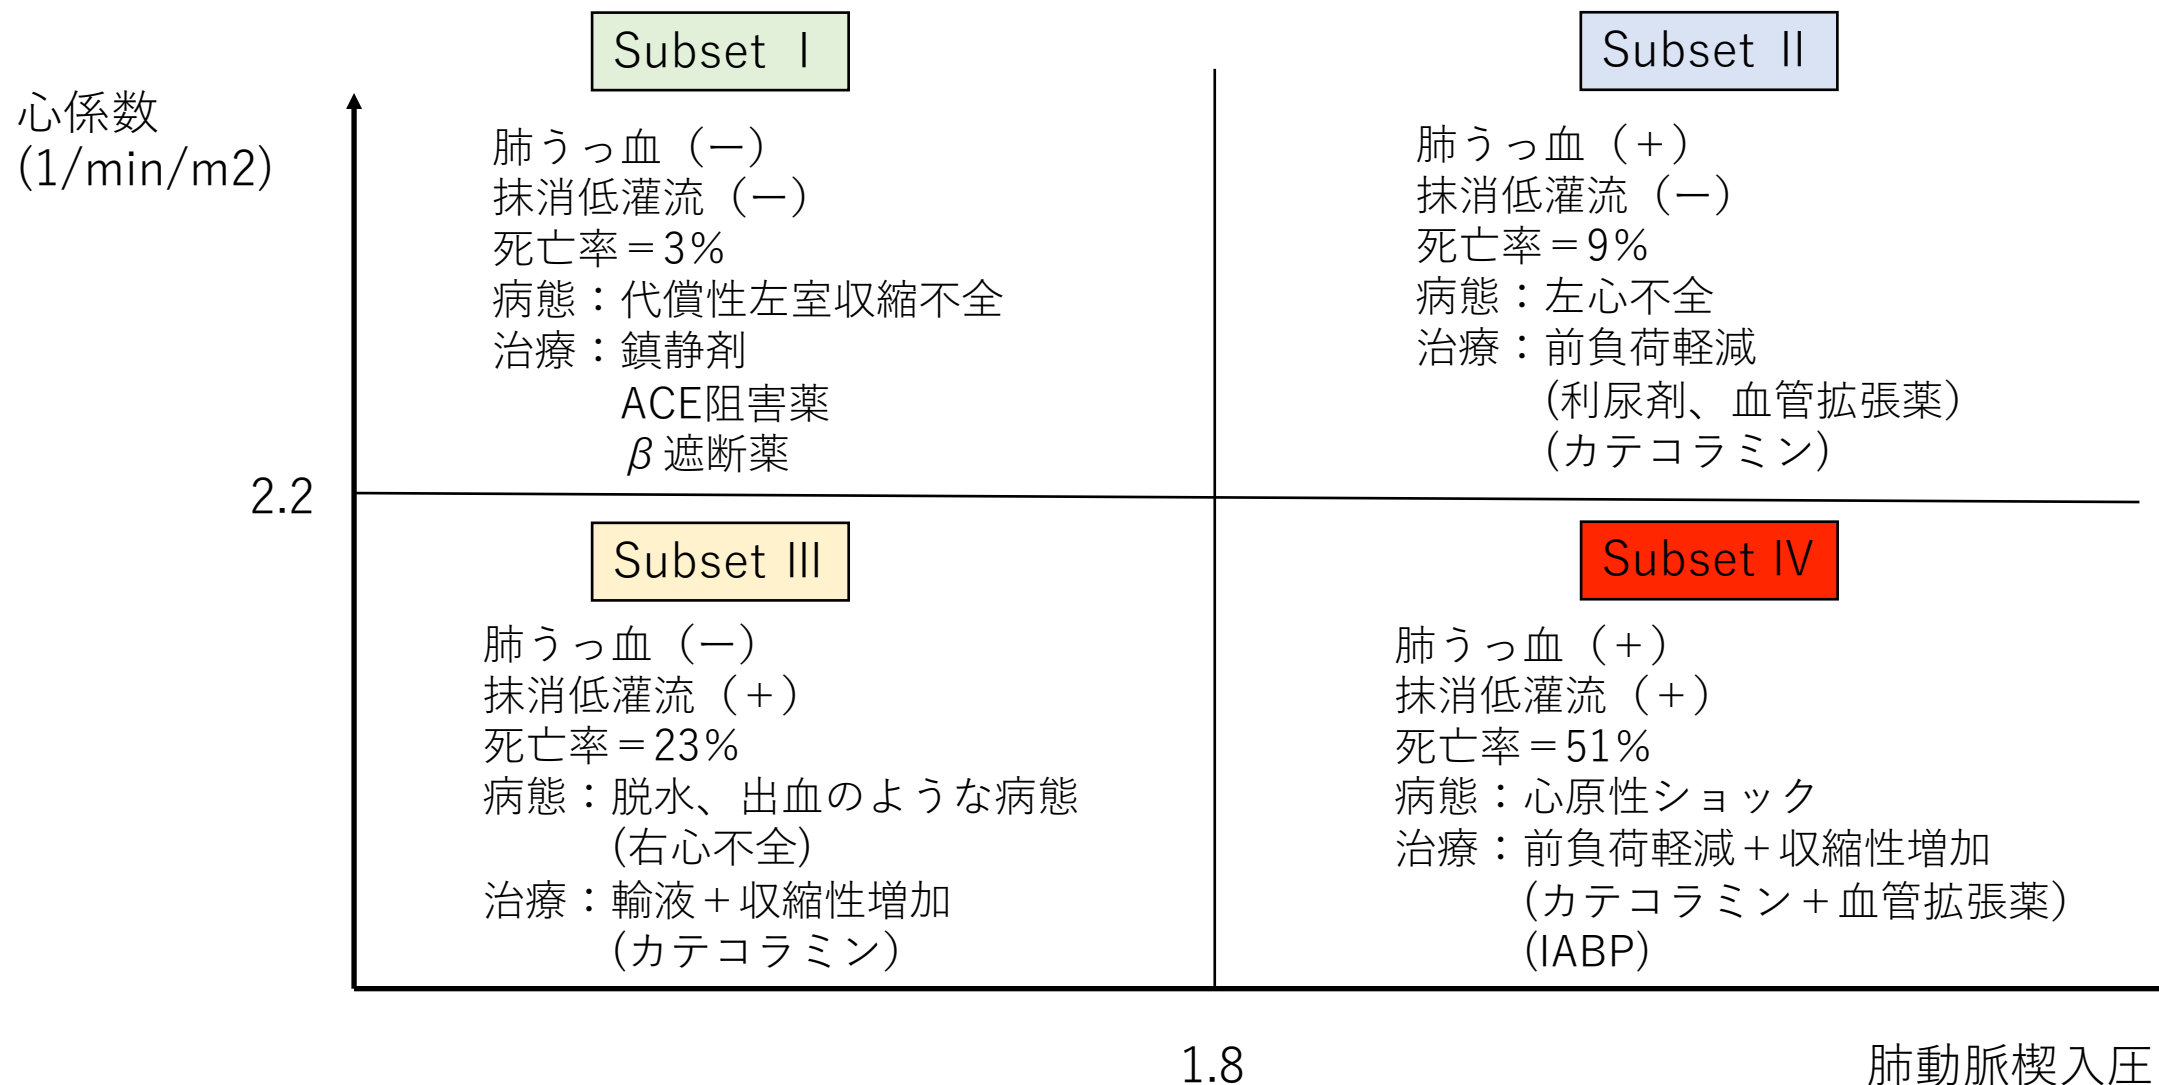 心係数
(1/min/m2)
Subset Ⅰ
肺うっ血（ー）
抹消低灌流（ー）
死亡率＝3％
病態：代償性左室収縮不全
治療：鎮静剤
ACE阻害薬
β遮断薬
Subset Ⅱ
肺うっ血（＋）
抹消低灌流（ー）
死亡率＝9％
病態：左心不全
治療：前負荷軽減
(利尿剤、血管拡張薬)
(カテコラミン)
2.2
Subset Ⅲ
肺うっ血（ー）
抹消低灌流（＋）
死亡率＝23％
病態：脱水、出血のような病態
(右心不全)
治療：輸液＋収縮性増加
(カテコラミン)
Subset Ⅳ
肺うっ血（＋）
抹消低灌流（＋）
死亡率＝51％
病態：心原性ショック
治療：前負荷軽減＋収縮性増加
(カテコラミン＋血管拡張薬)
(IABP)
1.8
肺動脈楔入圧